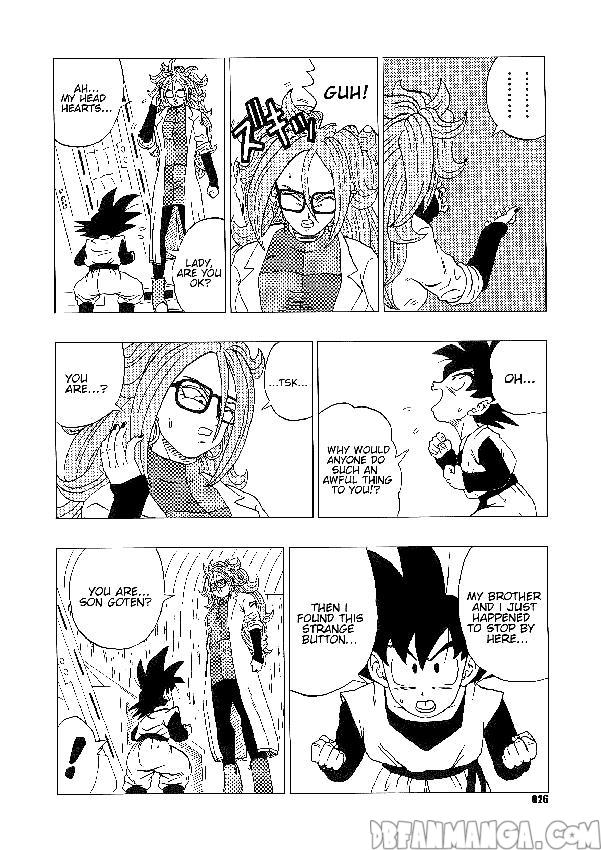 ⋮⋮
GUH!
ズキッ
AH...
MY HEAD
HEARTS...
LADY,
ARE YOU
OK?
OH...
WHY WOULD
ANYONE DO
SUCH AN
AWFUL THING
TO YOU!?
...TSK...
YOU
ARE...?
MY BROTHER
AND I JUST
HAPPENED
TO STOP BY
HERE...
THEN I
FOUND THIS
STRANGE
BUTTON...
YOU ARE...
SON GOTEN?
!
026
DBFANMANGA.COM